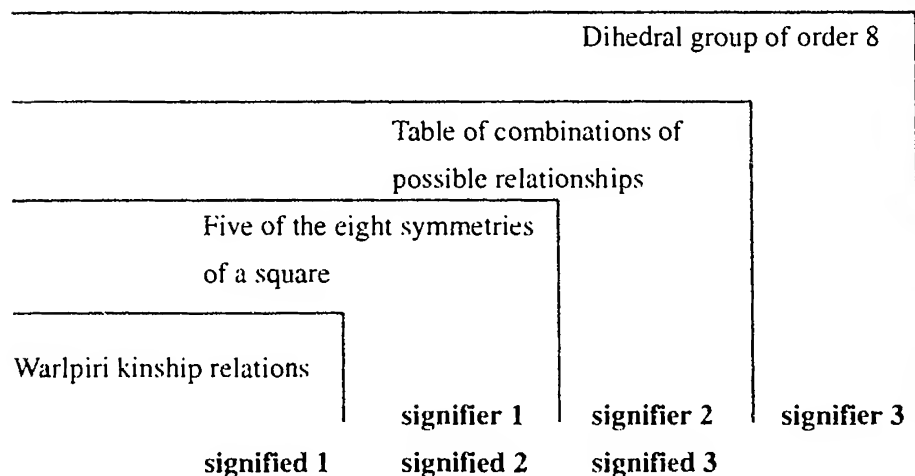 Dihedral group of order 8
Table of combinations of
possible relationships
Five of the eight symmetries
of a square
Warlpiri kinship relations
signifier 1 signifier 2 signifier 3
signified 1 signified 2 signified 3